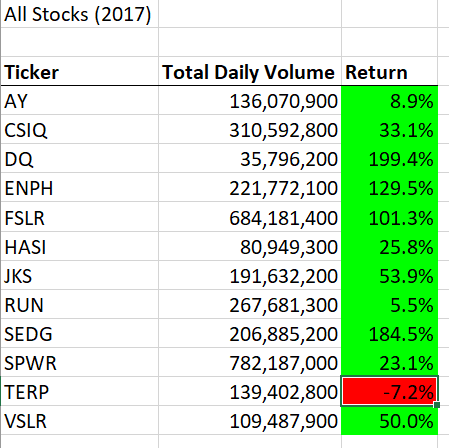 All Stocks (2017)
Ticker Total Daily Volume Return
AY 136,070,900 8.9%
CSIQ 310,592,800 33.1%
DQ 35,796,200 199.4%
ENPH 221,772,100 129.5%
FSLR 684,181,400 101.3%
HASI 80,949,300 25.8%
JKS 191,632,200 53.9%
RUN 267,681,300 5.5%
SEDG 206,885,200 184.5%
SPWR 782,187,000 23.1%
TERP 139,402,800 -7.2%
VSLR 109,487,900 50.0%